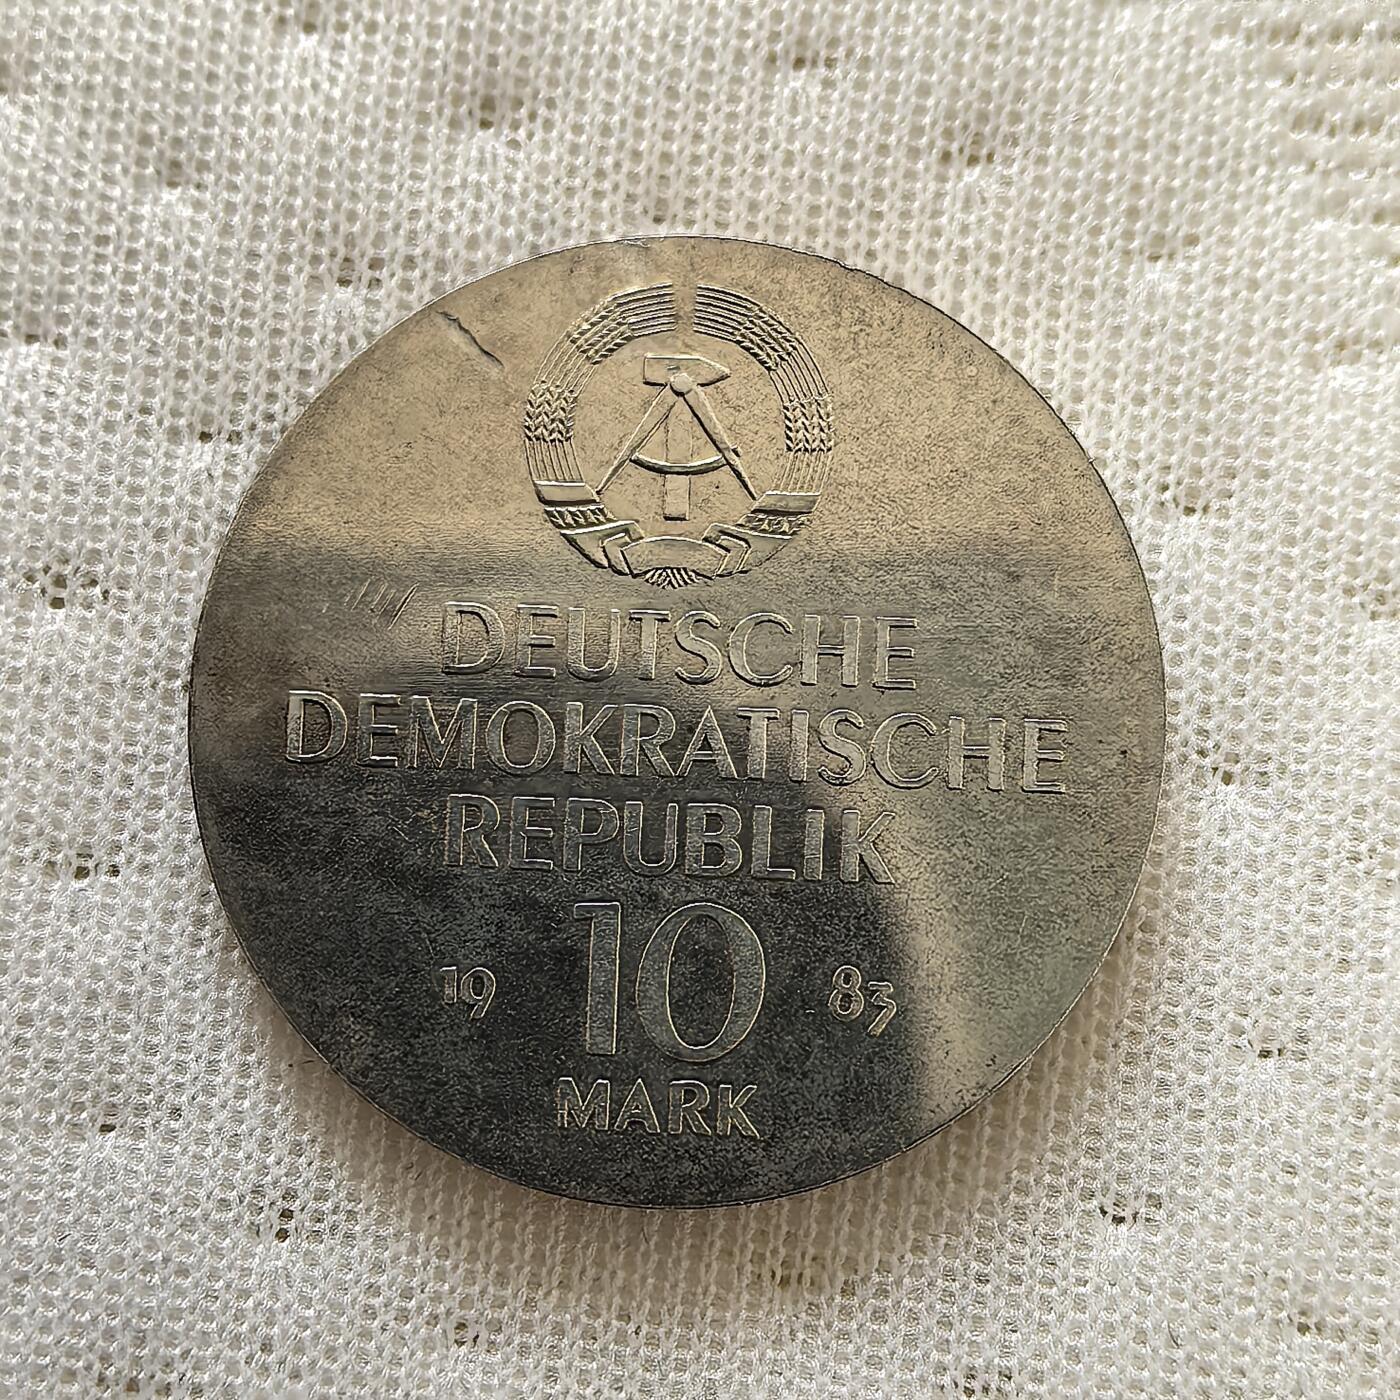 DEUTSCHE
DEMOKRATISCHE
REPUBLIK
19 10 83
MARK